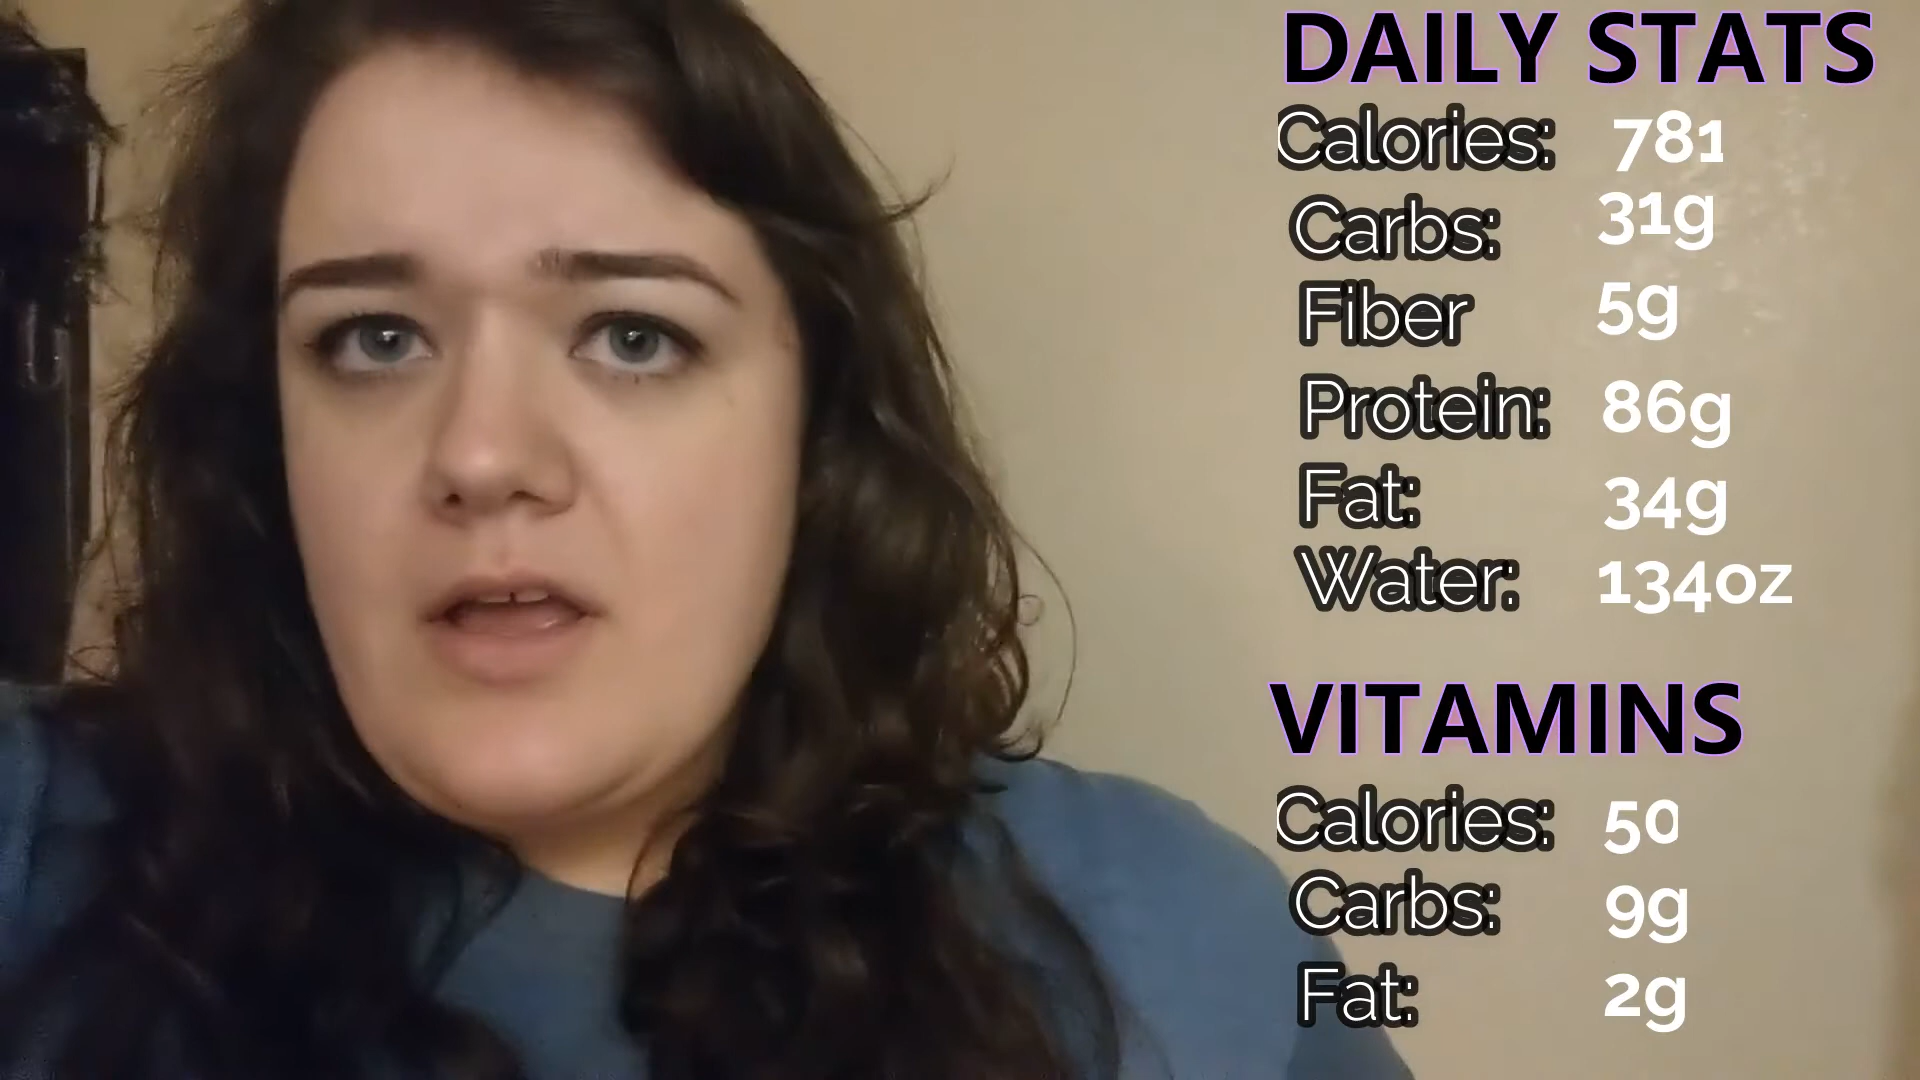 DAILY STATS
Calories: 781
Carbs: 31g
Fiber 5g
Protein: 86g
Fat: 34g
Water: 134oz
VITAMINS
Calories: 50
Carbs: 9g
Fat: 2g